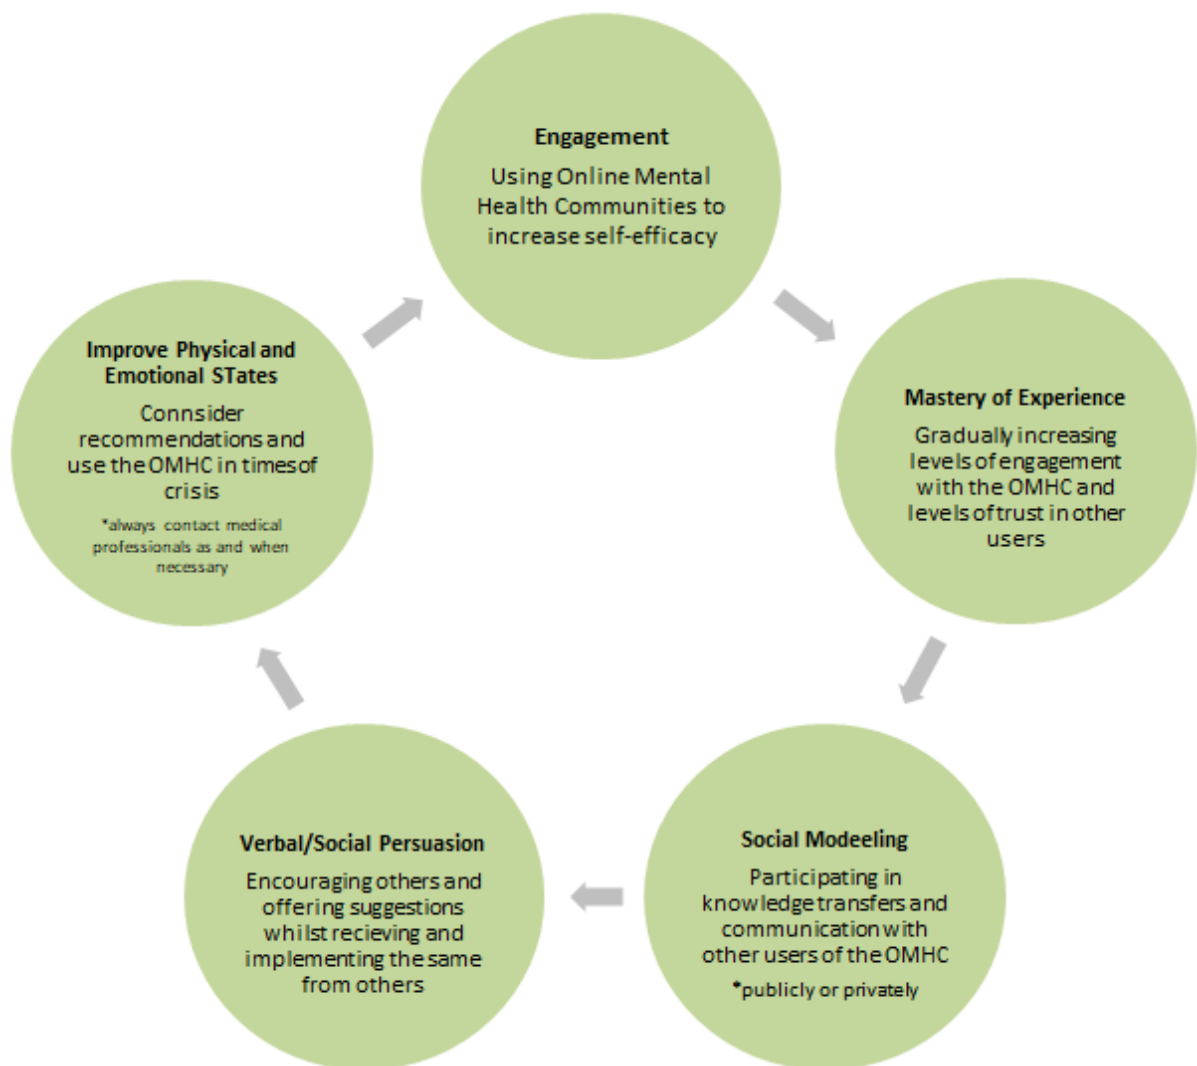 Engagement
Using Online Mental
Health Communities to
increase self-efficacy
Mastery of Experience
Gradually increasing
levels of engagement
with the OMHC and
levels of trust in other
users
Social Modeeling
Participating in
knowledge transfers and
communication with
other users of the OMHC
*publicly or privately
Verbal/Social Persuasion
Encouraging others and
offering suggestions
whilst recieving and
implementing the same
from others
Improve Physical and
Emotional STates
Connsider
recommendations and
use the OMHC in timesof
crisis
*always contact medical
professionals as and when
necessary